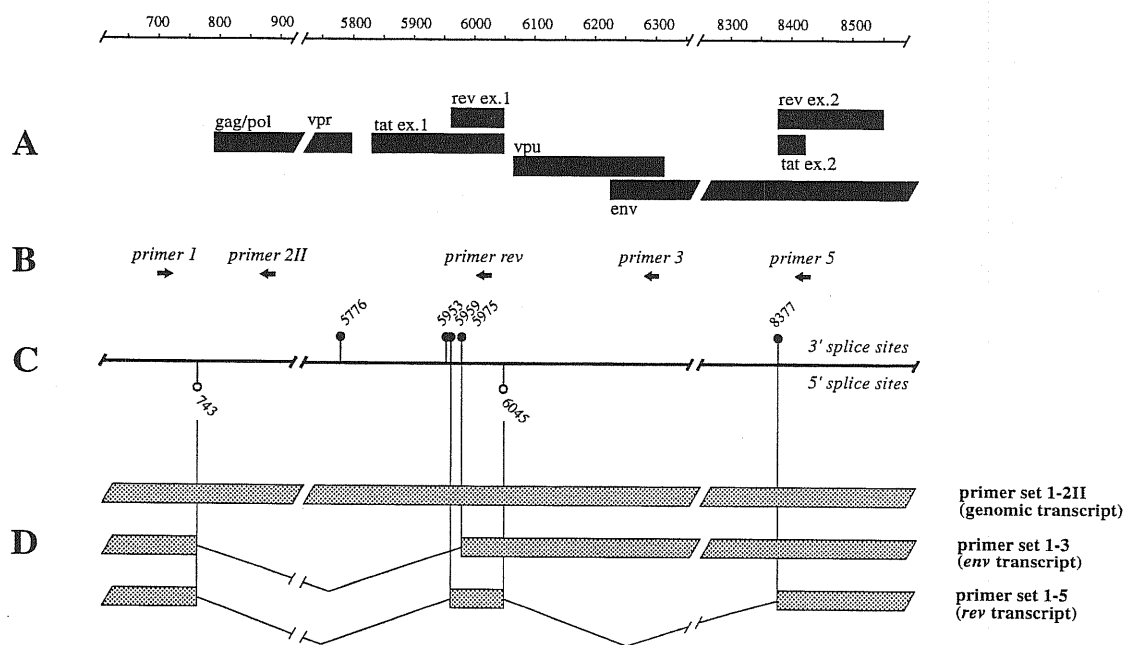 700 800 900 5800 5900 6000 6100 6200 6300 8300 8400 8500
A
gag/pol
vpr
tat ex.1
rev ex.1
vpu
env
rev ex.2
tat ex.2
B
primer 1
primer 2II
primer rev
primer 3
primer 5
C
5776
5953
5959
5975
8377
3' splice sites
5' splice sites
743
6045
D
primer set 1-2II
(genomic transcript)
primer set 1-3
(env transcript)
primer set 1-5
(rev transcript)